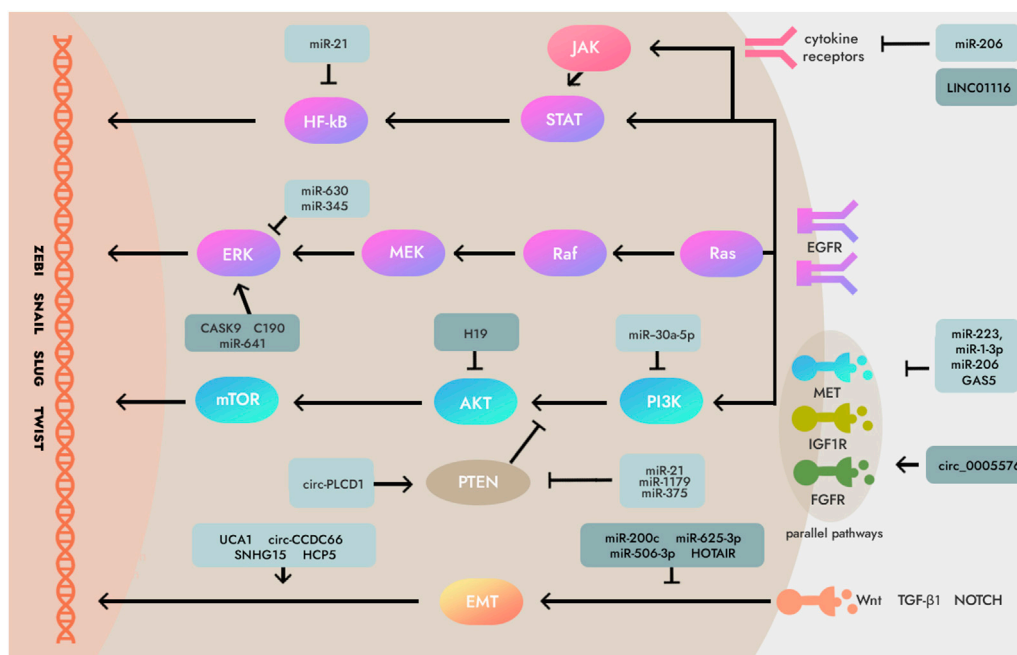 miR-21
JAK
cytokine
receptors
miR-206
LINC01116
HF-kB
STAT
miR-630
miR-345
ERK
MEK
Raf
Ras
EGFR
CASK9 C190
miR-641
H19
miR-30a-5p
miR-223,
miR-1-3p
miR-206
GAS5
mTOR
AKT
PI3K
MET
IGF1R
FGFR
parallel pathways
circ_0005576
circ-PLCD1
PTEN
miR-21
miR-1179
miR-375
UCA1 circ-CCDC66
SNHG15 HCP5
miR-200c miR-625-3p
miR-506-3p HOTAIR
EMT
Wnt TGF-β1 NOTCH
ZEBI SNAIL SLUG TWIST